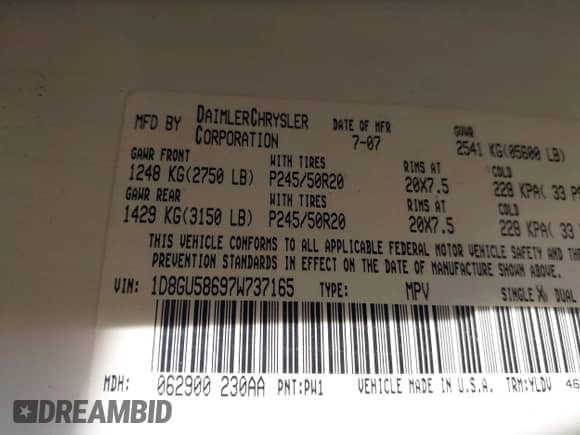 MFD BY DAIMLERCHRYSLER CORPORATION DATE OF MFR 7-07 GVWR 2541 KG(05600 LB)
GAWR FRONT WITH TIRES RIMS AT COLD
1248 KG(2750 LB) P245/50R20 20X7.5 228 KPA( 33
GAWR REAR WITH TIRES RIMS AT COLD
1429 KG(3150 LB) P245/50R20 20X7.5 228 KPA( 33
THIS VEHICLE CONFORMS TO ALL APPLICABLE FEDERAL MOTOR VEHICLE SAFETY AND
PREVENTION STANDARDS IN EFFECT ON THE DATE OF MANUFACTURE SHOWN ABOVE.
VIN: 1D8GU58697W737165 TYPE: MPV SINGLE X DUAL
MDH: 062900 230AA PNT:PW1 VEHICLE MADE IN U.S.A. TRM:YLDV 46
DREAMBID